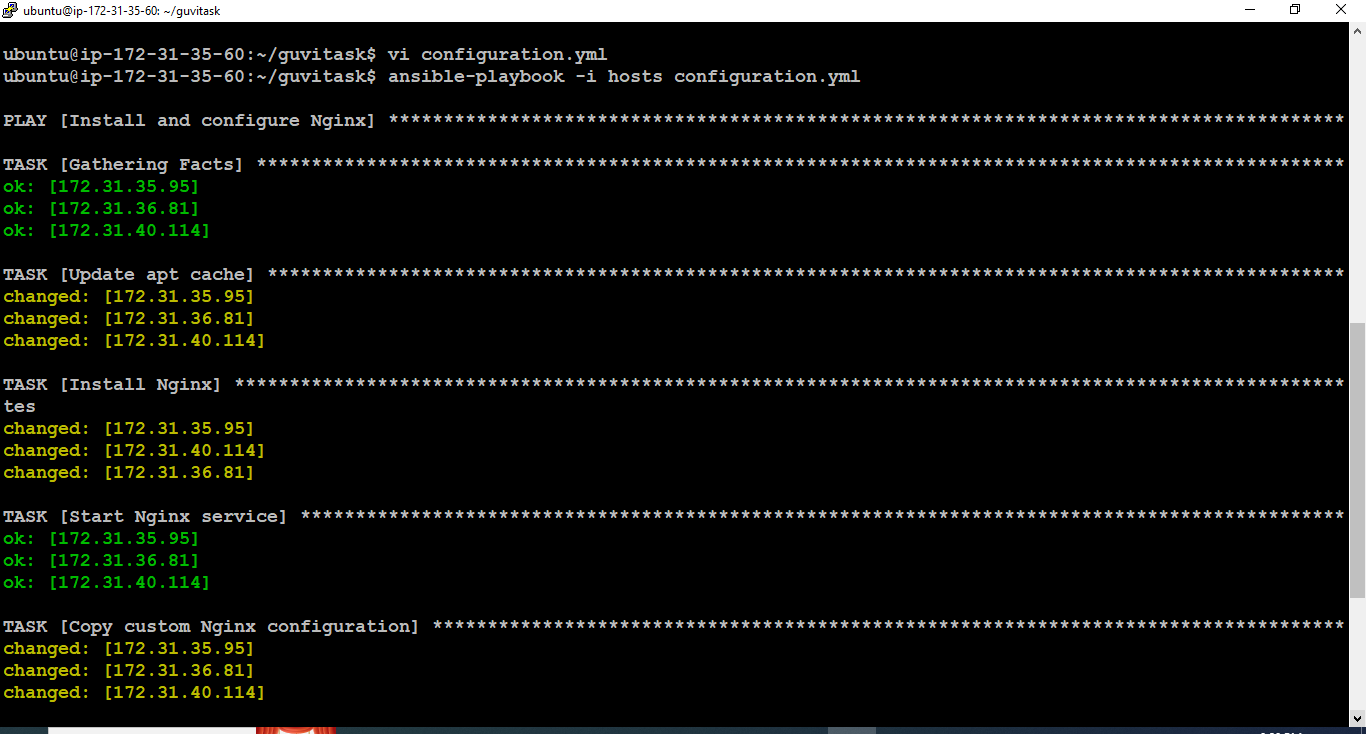 ubuntu@ip-172-31-35-60: ~/guvitask
ubuntu@ip-172-31-35-60:~/guvitask$ vi configuration.yml
ubuntu@ip-172-31-35-60:~/guvitask$ ansible-playbook -i hosts configuration.yml
PLAY [Install and configure Nginx] ***************************************************************************************
TASK [Gathering Facts] ***************************************************************************************************
ok: [172.31.35.95]
ok: [172.31.36.81]
ok: [172.31.40.114]
TASK [Update apt cache] **************************************************************************************************
changed: [172.31.35.95]
changed: [172.31.36.81]
changed: [172.31.40.114]
TASK [Install Nginx] *****************************************************************************************************
tes
changed: [172.31.35.95]
changed: [172.31.40.114]
changed: [172.31.36.81]
TASK [Start Nginx service] ***********************************************************************************************
ok: [172.31.35.95]
ok: [172.31.36.81]
ok: [172.31.40.114]
TASK [Copy custom Nginx configuration] ***********************************************************************************
changed: [172.31.35.95]
changed: [172.31.36.81]
changed: [172.31.40.114]